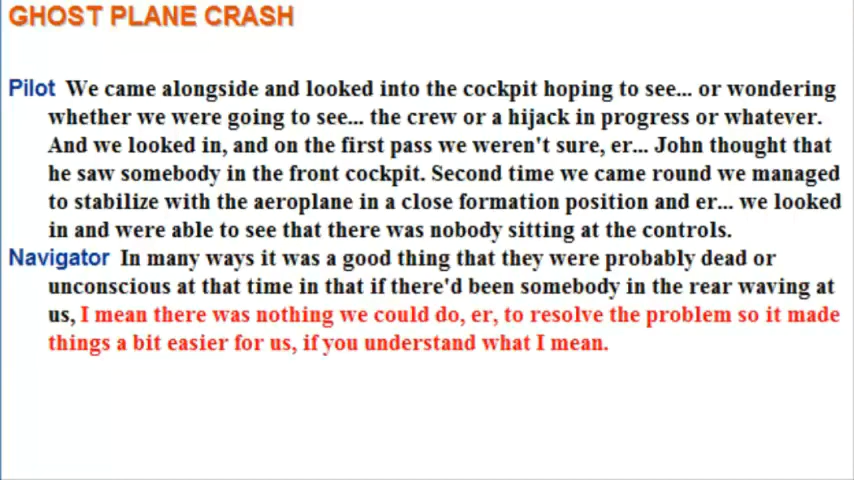 GHOST PLANE CRASH
Pilot We came alongside and looked into the cockpit hoping to see... or wondering
whether we were going to see... the crew or a hijack in progress or whatever.
And we looked in, and on the first pass we weren't sure, er... John thought that
he saw somebody in the front cockpit. Second time we came round we managed
to stabilize with the aeroplane in a close formation position and er... we looked
in and were able to see that there was nobody sitting at the controls.
Navigator In many ways it was a good thing that they were probably dead or
unconscious at that time in that if there'd been somebody in the rear waving at
us, I mean there was nothing we could do, er, to resolve the problem so it made
things a bit easier for us, if you understand what I mean.